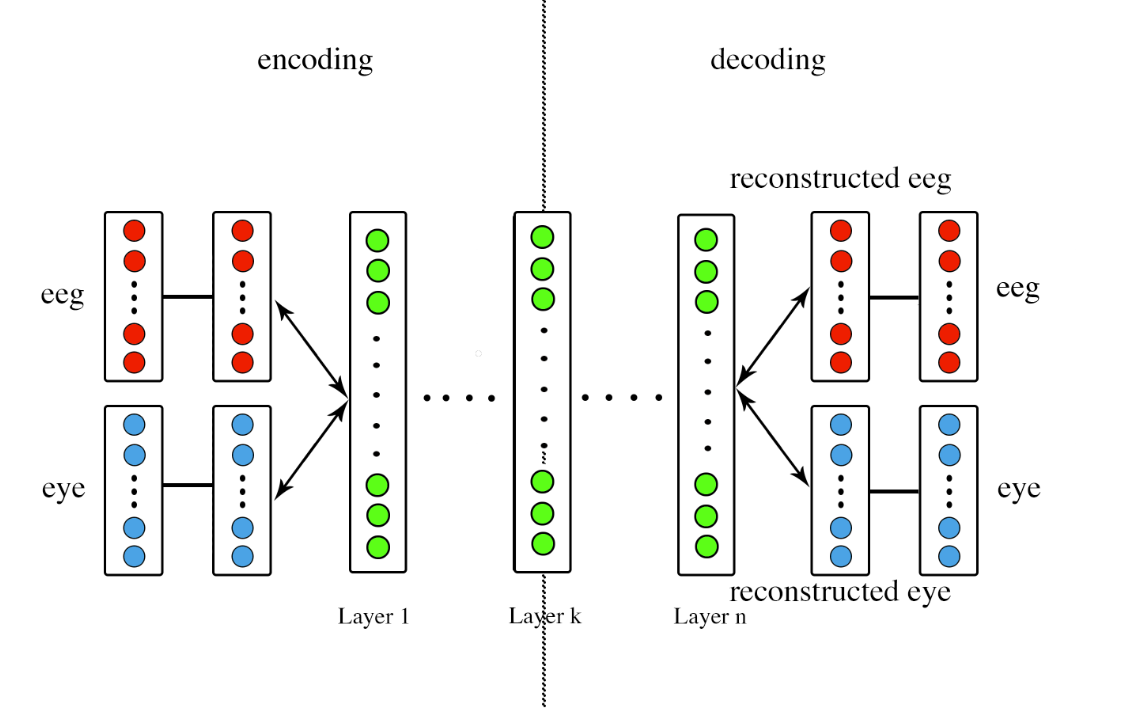 encoding
decoding
reconstructed eeg
eeg
eeg
eye
eye
reconstructed eye
Layer 1
Layer k
Layer n